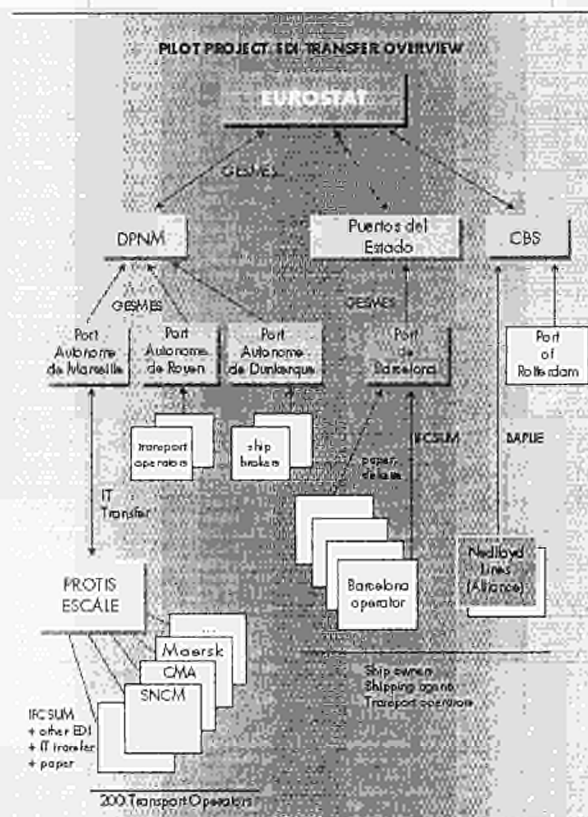 PILOT PROJECT: EDI TRANSFER OVERVIEW
EUROSTAT
GESMES
DPNM
Puertos del
Estado
CBS
GESMES
GESMES
Port
Autonome
de Marseille
Port
Autonome
de Rouen
Port
Autonome
de Dunkerque
Port
de
Barcelona
Port
of
Rotterdam
transport
operators
ship
brokers
paper,
diskette
IFCSUM
BAPLIE
IT
Transfer
PROTIS
ESCALE
Barcelona
operator
Nedlloyd
Lines
(Alliance)
...
Maersk
CMA
SNCM
IFCSUM
+ other EDI
+ IT transfer
+ paper
Ship owners
Shipping agents
Transport operators
200 Transport Operators